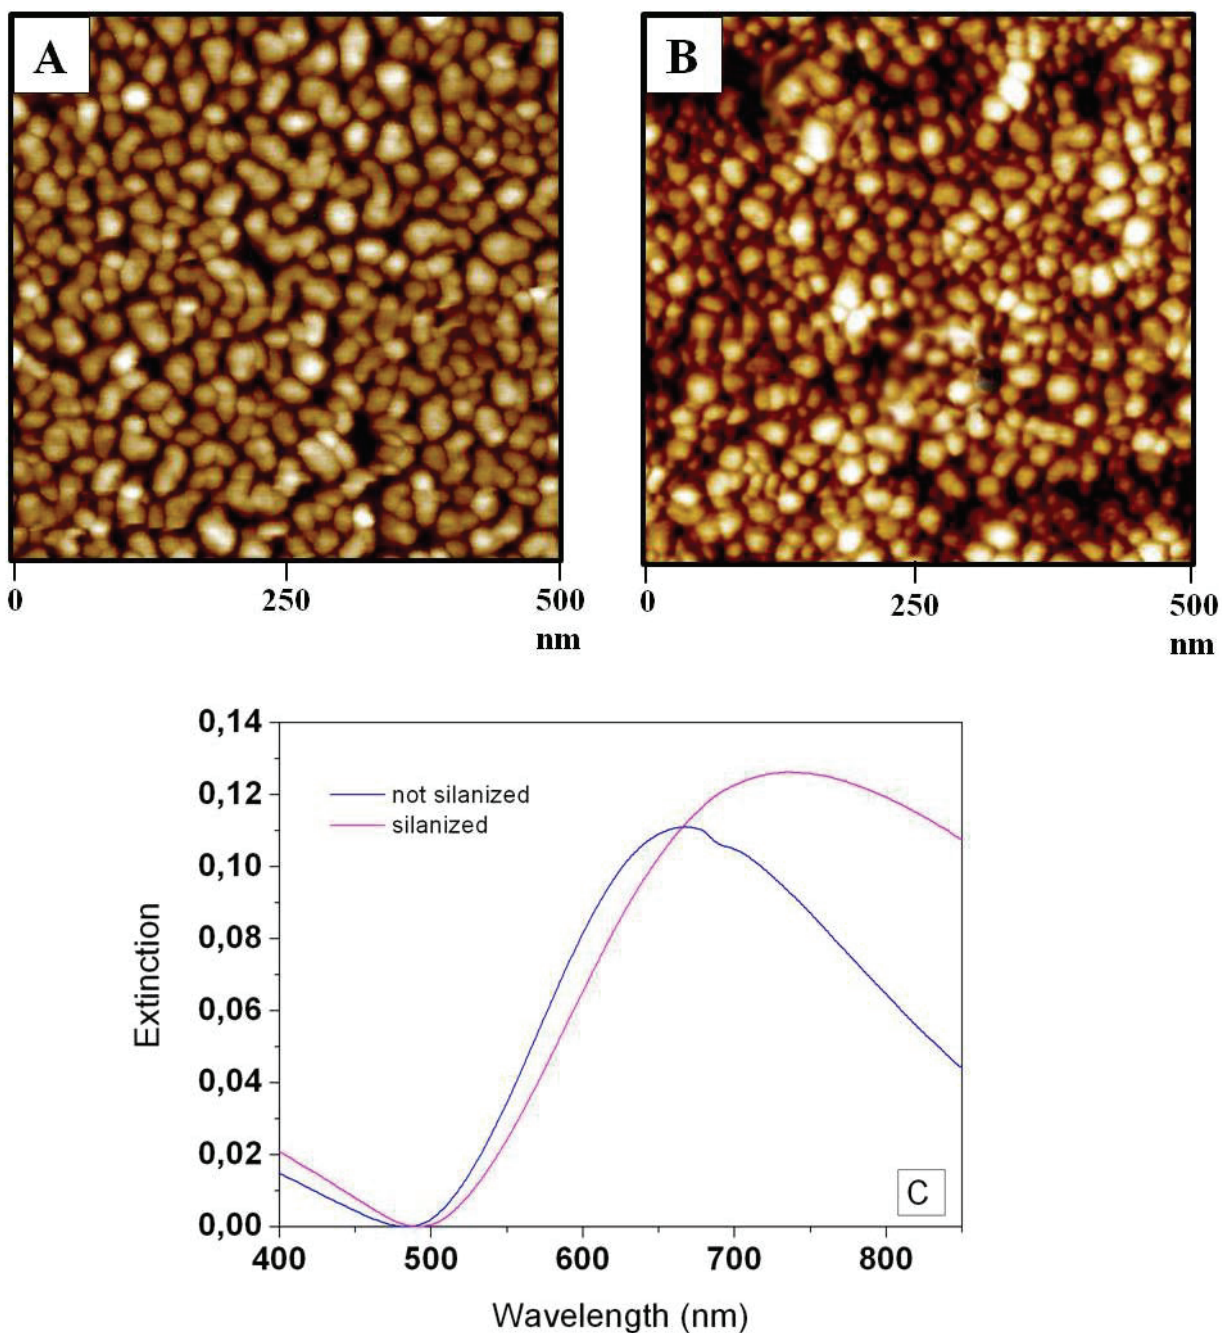 A
B
0 250 500
nm
0 250 500
nm
0,14
0,12
0,10
0,08
0,06
0,04
0,02
0,00
Extinction
not silanized
silanized
C
400 500 600 700 800
Wavelength (nm)